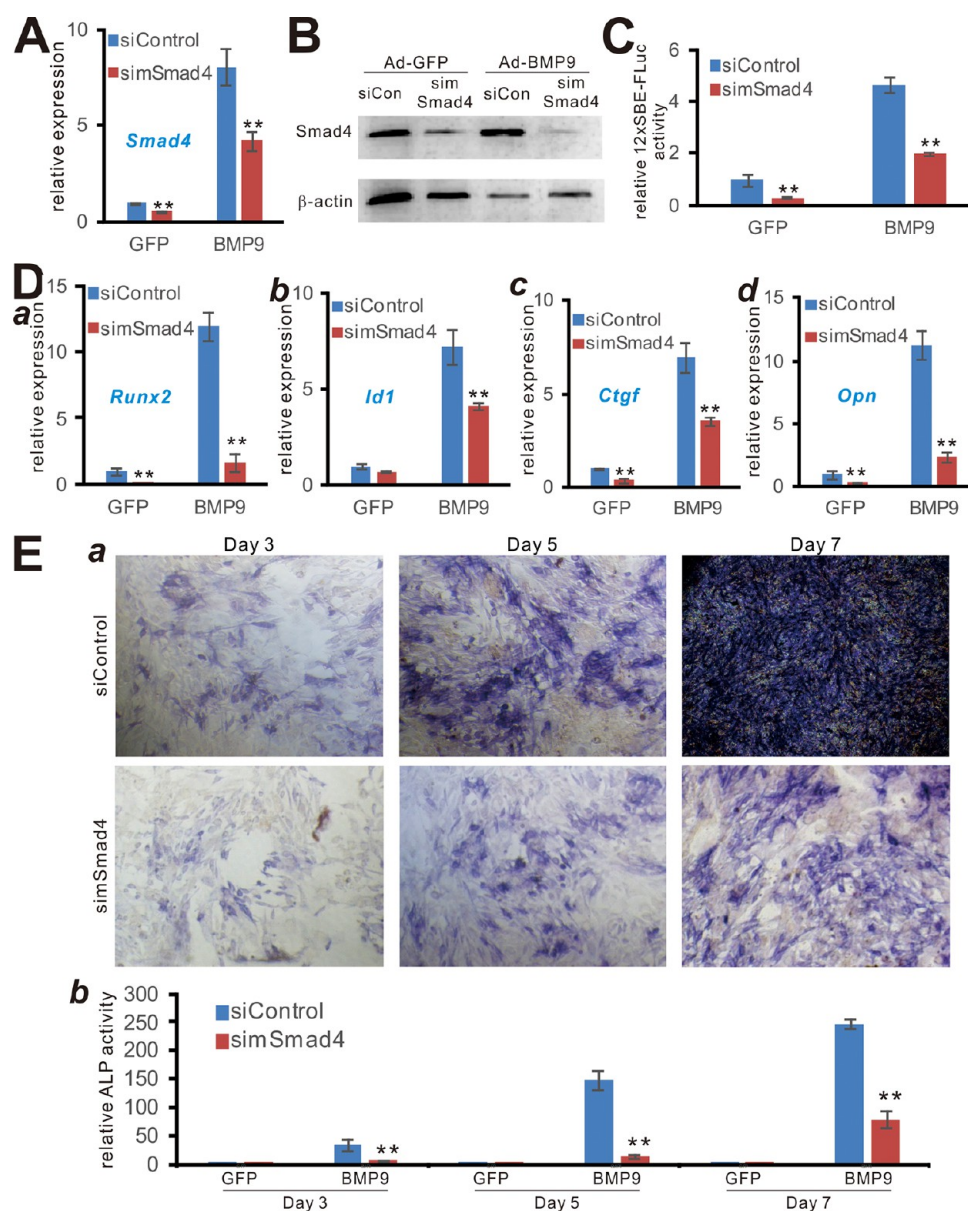 A
relative expression
10
5
0
siControl
simSmad4
Smad4
**
**
GFP
BMP9
B
Ad-GFP
Ad-BMP9
siCon
sim
Smad4
siCon
sim
Smad4
Smad4
β-actin
C
relative 12xSBE-FLuc
activity
6
4
2
0
siControl
simSmad4
**
**
GFP
BMP9
D
a
relative expression
15
10
5
0
siControl
simSmad4
Runx2
**
**
GFP
BMP9
b
relative expression
10
5
0
siControl
simSmad4
Id1
**
GFP
BMP9
c
relative expression
10
5
0
siControl
simSmad4
Ctgf
**
**
GFP
BMP9
d
relative expression
15
10
5
0
siControl
simSmad4
Opn
**
**
GFP
BMP9
E
a
Day 3
Day 5
Day 7
siControl
simSmad4
b
relative ALP activity
300
250
200
150
100
50
0
siControl
simSmad4
**
**
**
GFP
BMP9
GFP
BMP9
GFP
BMP9
Day 3
Day 5
Day 7